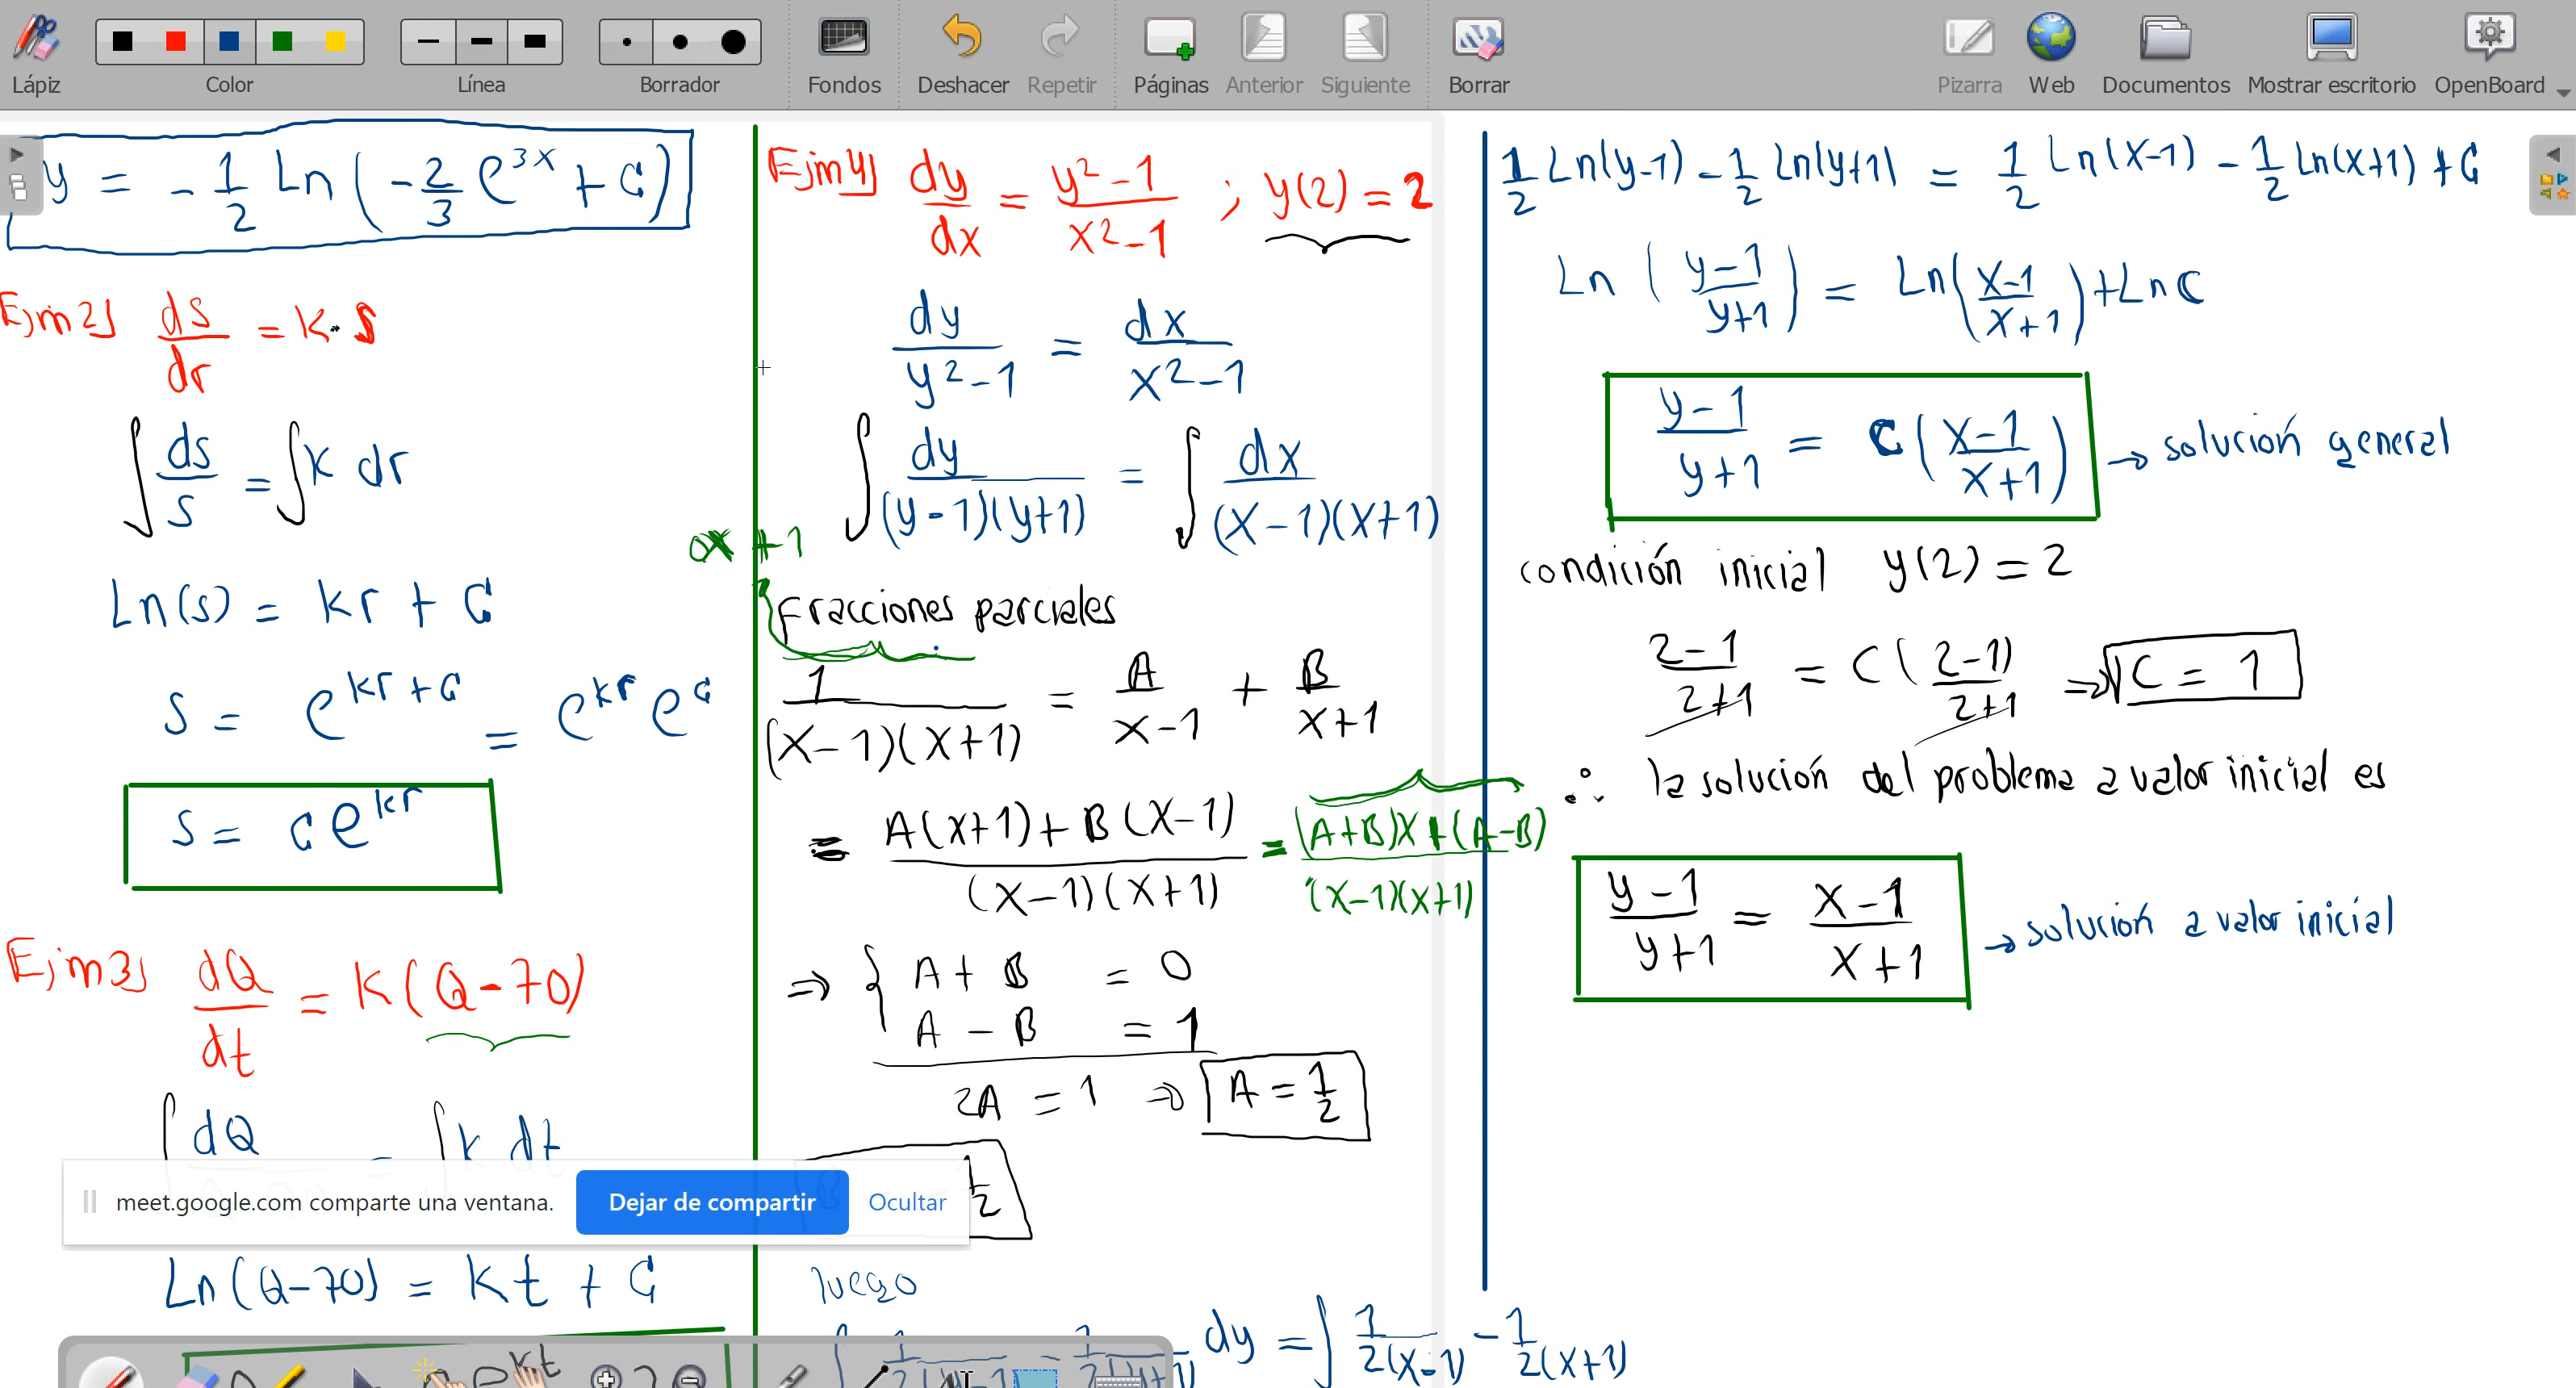 Lápiz Color Línea Borrador Fondos Deshacer Repetir Páginas Anterior Siguiente Borrar Pizarra Web Documentos Mostrar escritorio OpenBoard
y = - 1/2 Ln (-2/3 e^{3x} + C)
Ejm2] ds/dr = K · S
∫ ds/s = ∫ K dr
Ln(s) = kr + C
s = e^{kr+C} = e^{kr} e^{C}
s = C e^{kr}
Ejm3] dQ/dt = K(Q-70)
∫ dQ = ∫ k dt
meet.google.com comparte una ventana. Dejar de compartir Ocultar
Ln(Q-70) = kt + C
Ejm4] dy/dx = y²-1/x²-1 ; y(2) = 2
dy/y²-1 = dx/x²-1
∫ dy/(y-1)(y+1) = ∫ dx/(x-1)(x+1)
0x+1
Fracciones parciales
1/(x-1)(x+1) = A/x-1 + B/x+1
= A(x+1)+B(x-1)/(x-1)(x+1) = (A+B)x+(A-B)/(x-1)(x+1)
⇒ { A + B = 0
A - B = 1
2A = 1 ⇒ A = 1/2
luego
dy = ∫ 1/2(x-1) - 1/2(x+1)
1/2 Ln(y-1) - 1/2 Ln(y+1) = 1/2 Ln(x-1) - 1/2 Ln(x+1) + C
Ln (y-1/y+1) = Ln(x-1/x+1) + Ln C
y-1/y+1 = C(x-1/x+1) → solución general
condición inicial y(2) = 2
2-1/2+1 = C(2-1/2+1) ⇒ C = 1
∴ la solución del problema a valor inicial es
y-1/y+1 = x-1/x+1 → solución a valor inicial